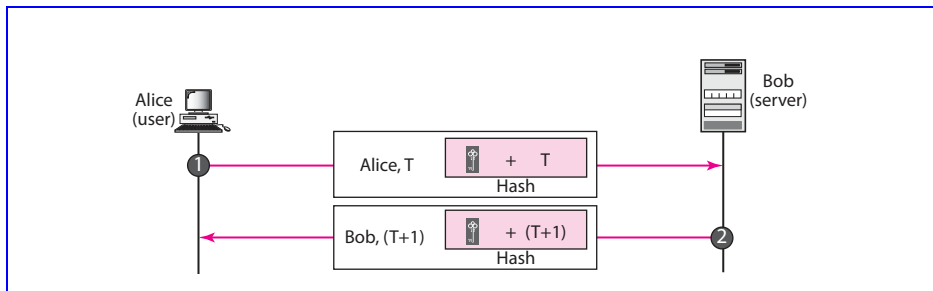 Alice
(user)
Bob
(server)
1
Alice, T
+ T
Hash
Bob, (T+1)
+ (T+1)
2
Hash